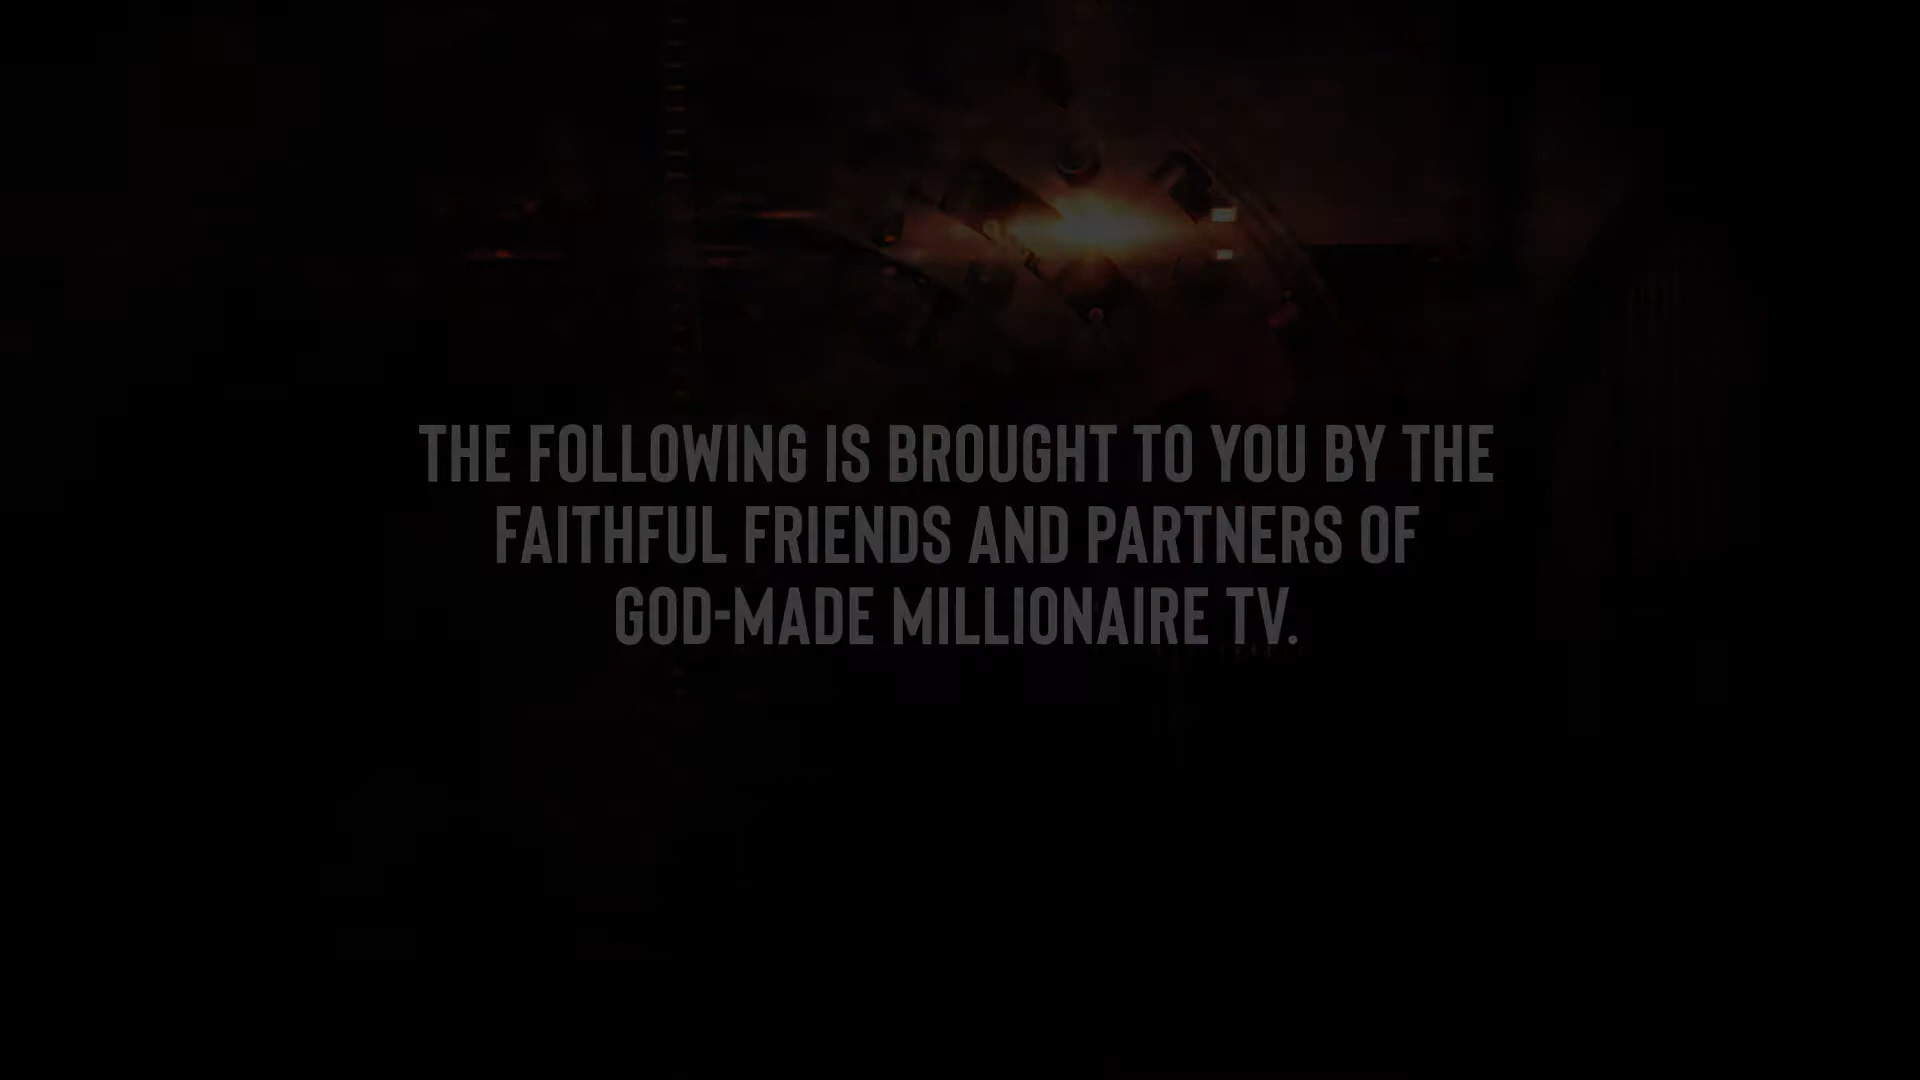 THE FOLLOWING IS BROUGHT TO YOU BY THE
FAITHFUL FRIENDS AND PARTNERS OF
GOD-MADE MILLIONAIRE TV.